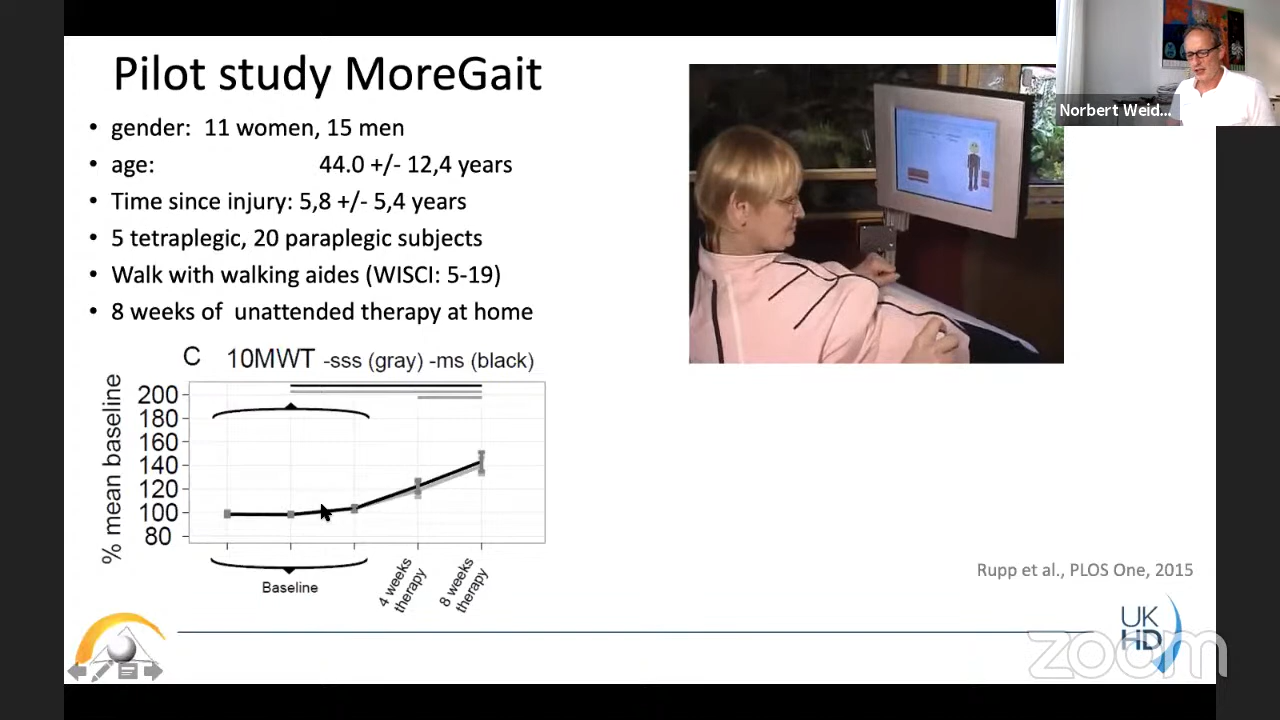 Pilot study MoreGait
Norbert Weid...
• gender: 11 women, 15 men
• age: 44.0 +/- 12,4 years
• Time since injury: 5,8 +/- 5,4 years
• 5 tetraplegic, 20 paraplegic subjects
• Walk with walking aides (WISCI: 5-19)
• 8 weeks of unattended therapy at home
C 10MWT -sss (gray) -ms (black)
% mean baseline
200
180
160
140
120
100
80
Baseline
4 weeks
therapy
8 weeks
therapy
Rupp et al., PLOS One, 2015
UK
HD
zoom